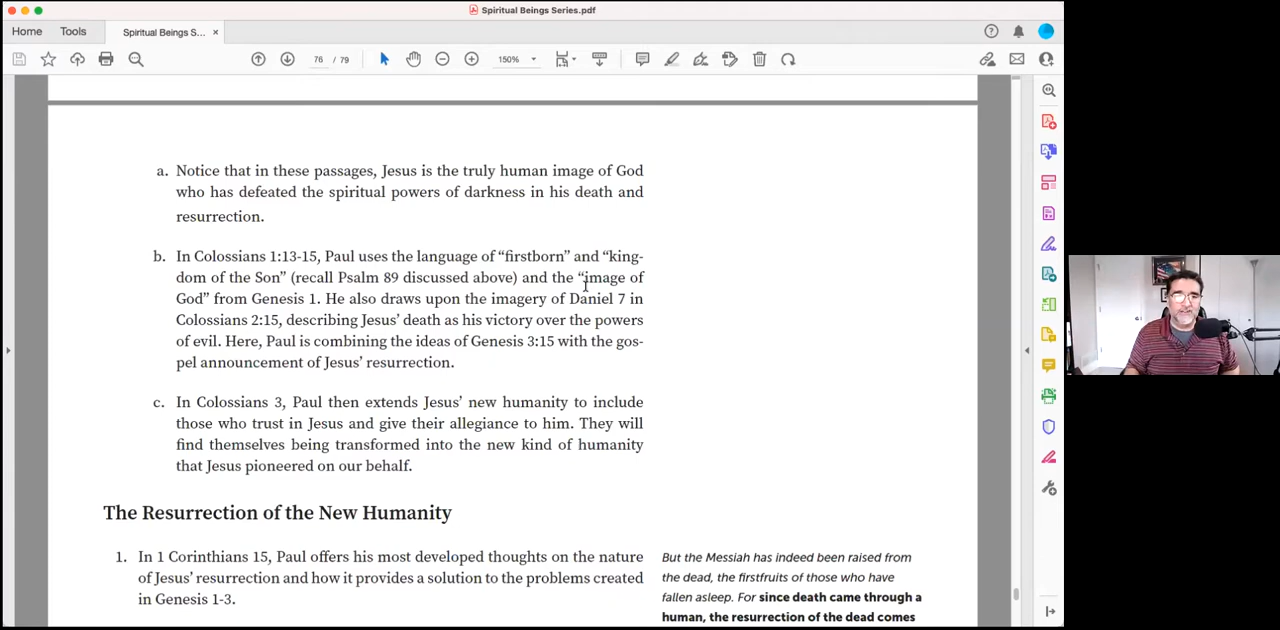 Spiritual Beings Series.pdf
Home
Tools
Spiritual Beings S...
76 / 79
150%
a. Notice that in these passages, Jesus is the truly human image of God
who has defeated the spiritual powers of darkness in his death and
resurrection.
b. In Colossians 1:13-15, Paul uses the language of “firstborn” and “king-
dom of the Son” (recall Psalm 89 discussed above) and the “image of
God” from Genesis 1. He also draws upon the imagery of Daniel 7 in
Colossians 2:15, describing Jesus’ death as his victory over the powers
of evil. Here, Paul is combining the ideas of Genesis 3:15 with the gos-
pel announcement of Jesus’ resurrection.
c. In Colossians 3, Paul then extends Jesus’ new humanity to include
those who trust in Jesus and give their allegiance to him. They will
find themselves being transformed into the new kind of humanity
that Jesus pioneered on our behalf.
The Resurrection of the New Humanity
1. In 1 Corinthians 15, Paul offers his most developed thoughts on the nature
of Jesus’ resurrection and how it provides a solution to the problems created
in Genesis 1-3.
But the Messiah has indeed been raised from
the dead, the firstfruits of those who have
fallen asleep. For since death came through a
human, the resurrection of the dead comes